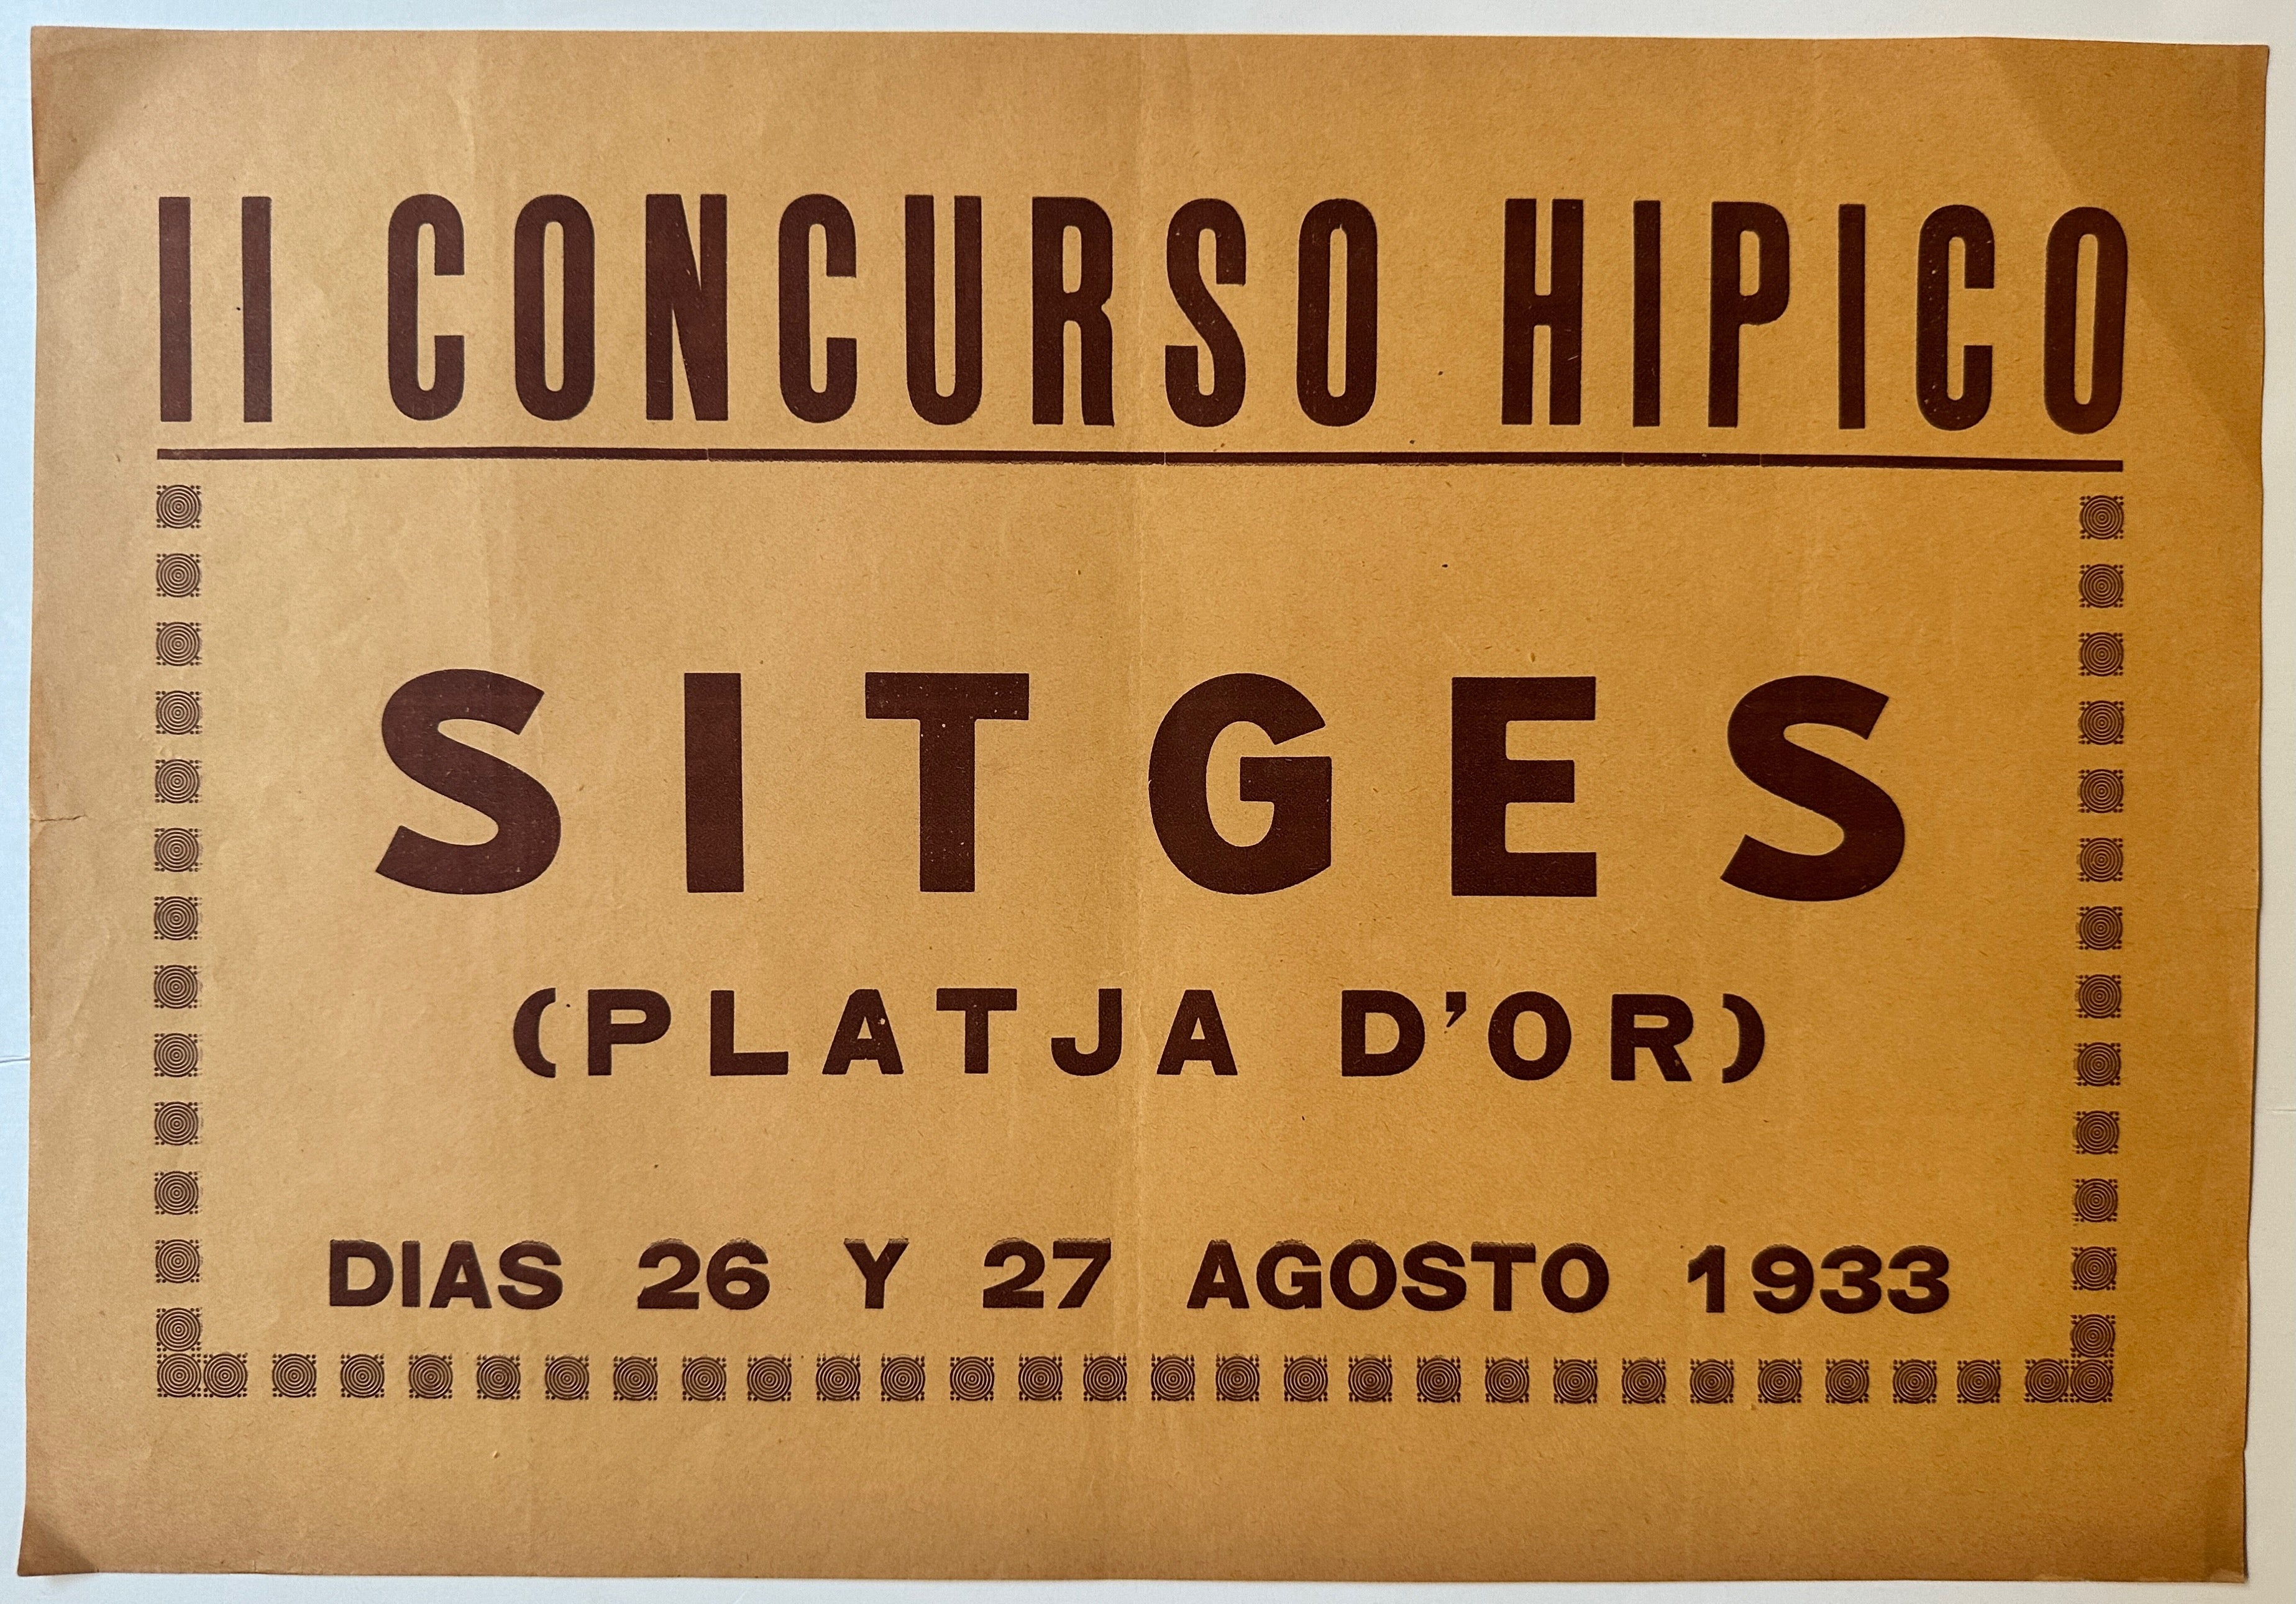 II CONCURSO HIPICO
SITGES
(PLATJA D'OR)
DIAS 26 Y 27 AGOSTO 1933